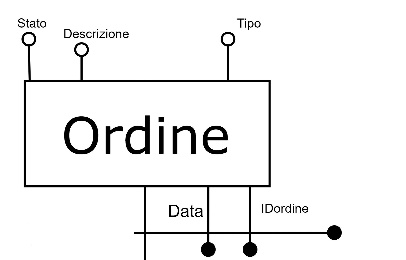 Stato
Descrizione
Tipo
Ordine
Data
IDordine